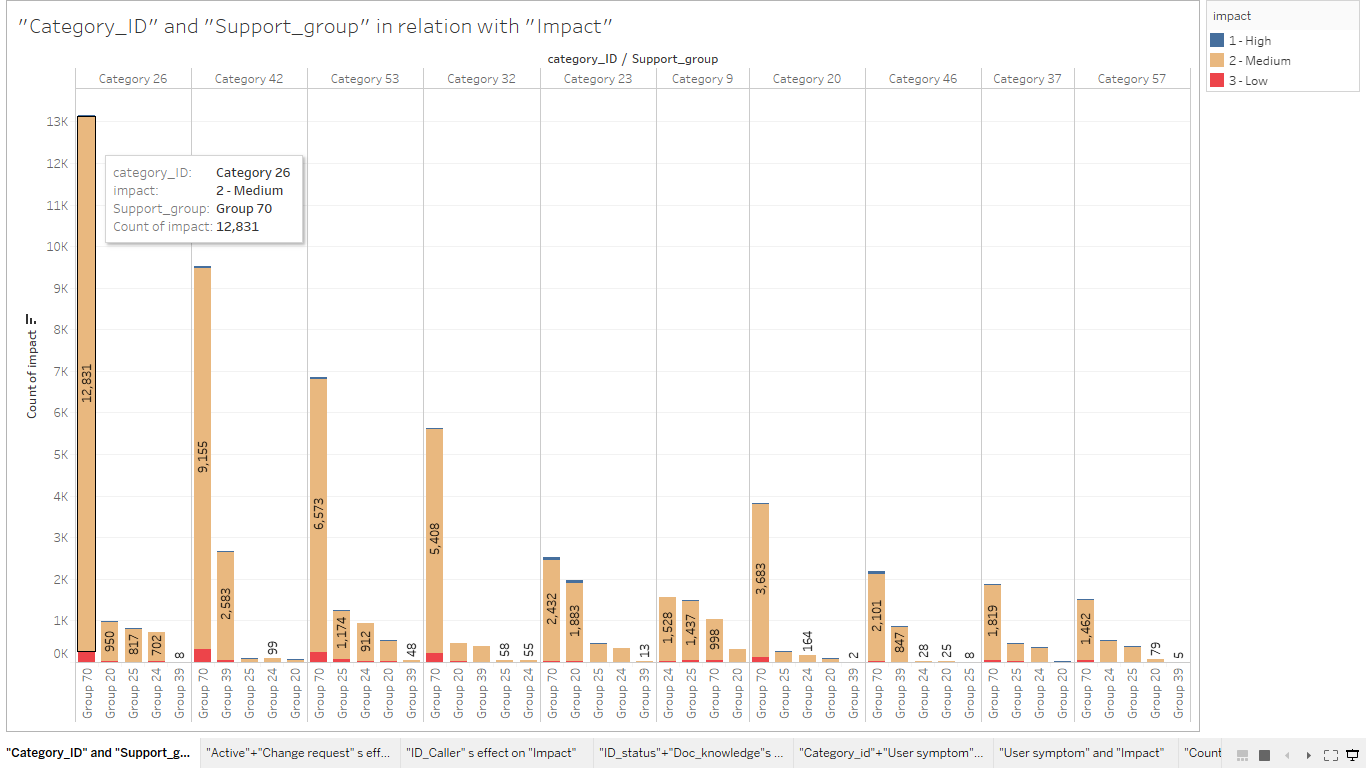 "Category_ID" and "Support_group" in relation with "Impact"
category_ID / Support_group
Category 26 Category 42 Category 53 Category 32 Category 23 Category 9 Category 20 Category 46 Category 37 Category 57
impact
1 - High
2 - Medium
3 - Low
Count of impact
13K
12K
11K
10K
9K
8K
7K
6K
5K
4K
3K
2K
1K
0K
category_ID: Category 26
impact: 2 - Medium
Support_group: Group 70
Count of impact: 12,831
12,831 950 817 702 8 9,155 2,583 99 6,573 1,174 912 48 5,408 58 55 2,432 1,883 13 1,528 1,437 998 3,683 164 2 2,101 847 28 25 8 1,819 1,462 79 5
Group 70 Group 20 Group 25 Group 24 Group 39 Group 70 Group 39 Group 25 Group 24 Group 20 Group 70 Group 25 Group 24 Group 20 Group 39 Group 70 Group 20 Group 39 Group 25 Group 24 Group 70 Group 20 Group 25 Group 24 Group 39 Group 24 Group 25 Group 70 Group 20 Group 70 Group 25 Group 24 Group 20 Group 39 Group 70 Group 39 Group 24 Group 20 Group 25 Group 70 Group 25 Group 24 Group 20 Group 70 Group 24 Group 25 Group 20 Group 39
"Category_ID" and "Support_g... "Active"+"Change request" s eff... "ID_Caller" s effect on "Impact" "ID_status"+"Doc_knowledge"s ... "Category_id"+"User symptom"... "User symptom" and "Impact" "Count